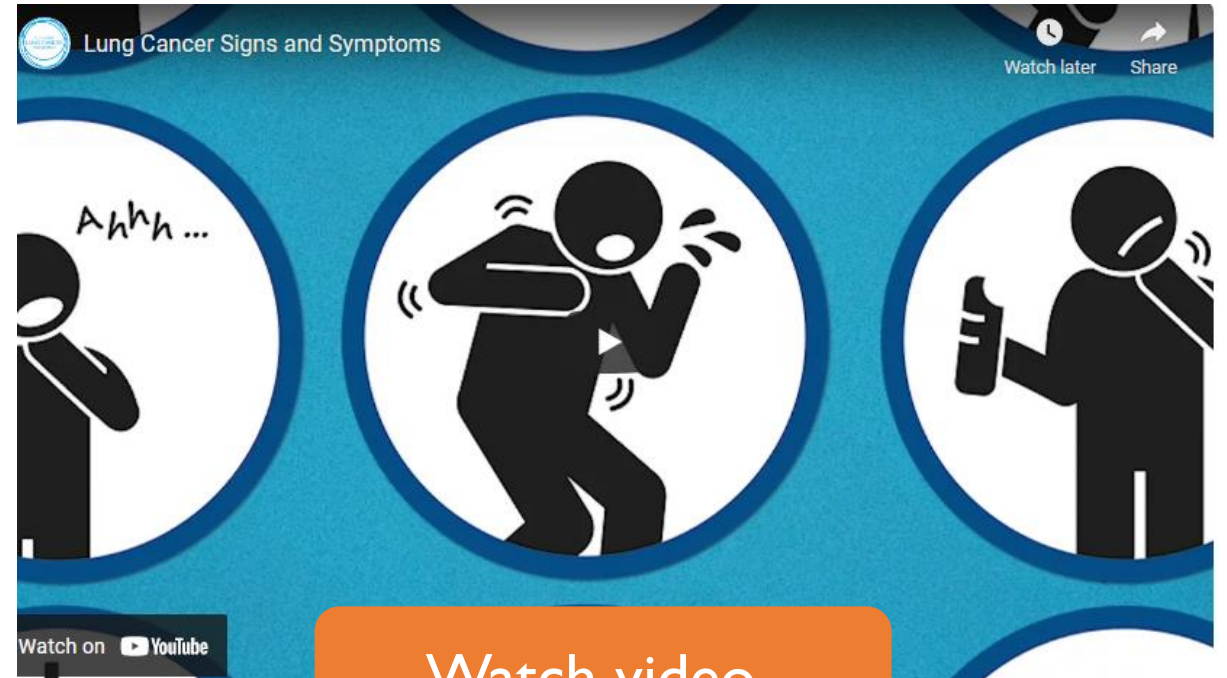 Lung Cancer Signs and Symptoms
Watch later
Share
Ahhh ...
Watch on YouTube
Watch video